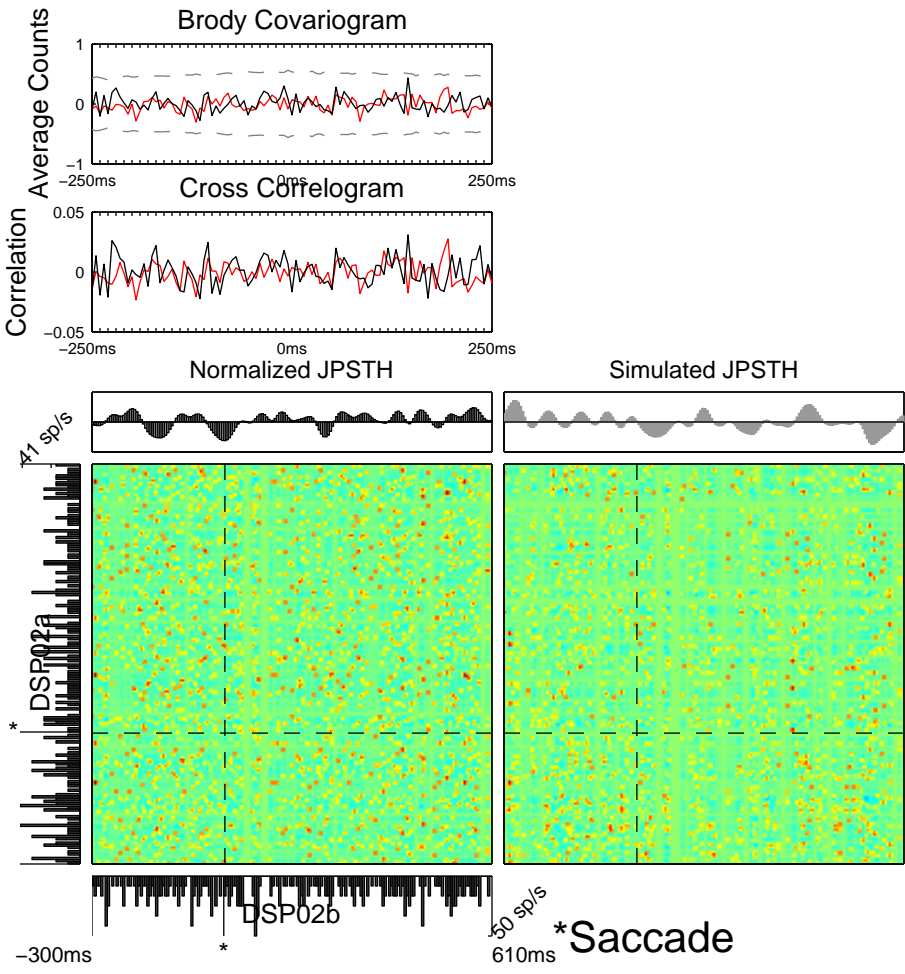 Brody Covariogram
Average Counts
1
0
−1
−250ms
0ms
250ms
Cross Correlogram
Correlation
0.05
0
-0.05
−250ms
0ms
250ms
Normalized JPSTH
Simulated JPSTH
41 sp/s
DSP02a
*
DSP02b
50 sp/s
*
−300ms
610ms
*Saccade